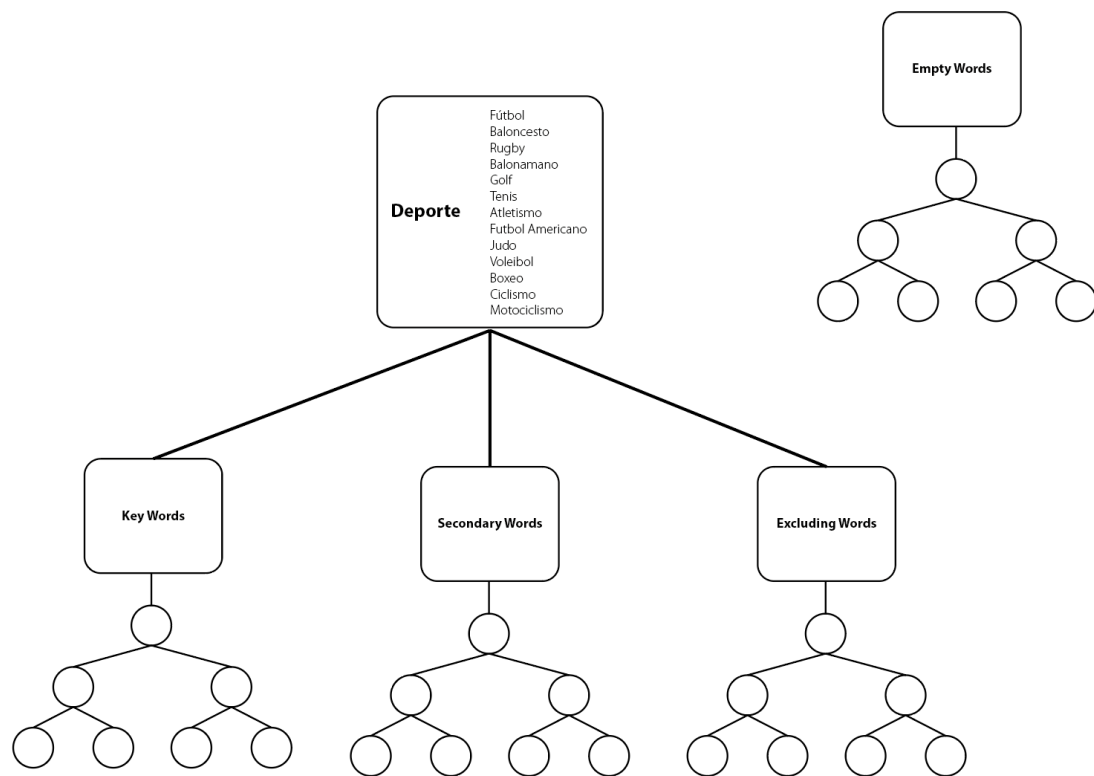 Empty Words
Deporte
Fútbol
Baloncesto
Rugby
Balonamano
Golf
Tenis
Atletismo
Futbol Americano
Judo
Voleibol
Boxeo
Ciclismo
Motociclismo
Key Words
Secondary Words
Excluding Words